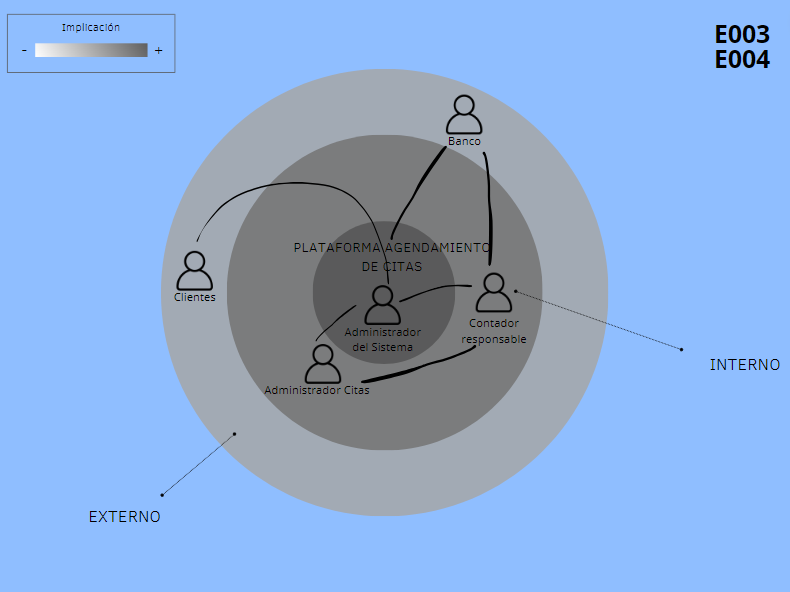 Implicación
- +
E003
E004
Banco
PLATAFORMA AGENDAMIENTO
DE CITAS
Clientes
Administrador
del Sistema
Contador
responsable
Administrador Citas
INTERNO
EXTERNO